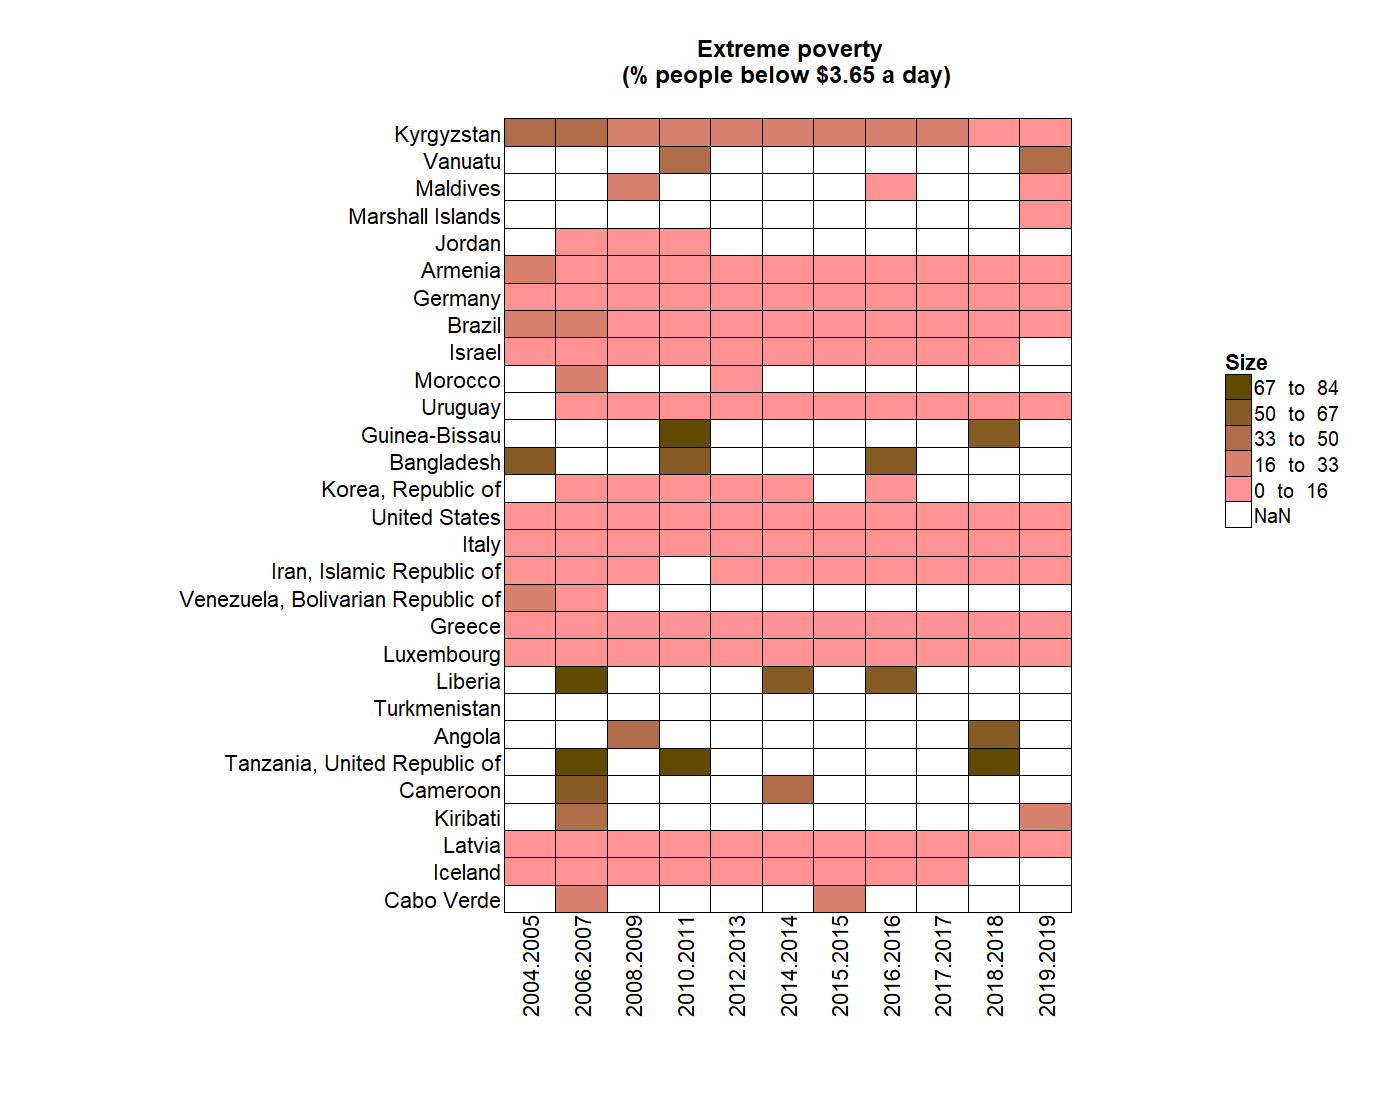 Extreme poverty
(% people below $3.65 a day)
Kyrgyzstan
Vanuatu
Maldives
Marshall Islands
Jordan
Armenia
Germany
Brazil
Israel
Morocco
Uruguay
Guinea-Bissau
Bangladesh
Korea, Republic of
United States
Italy
Iran, Islamic Republic of
Venezuela, Bolivarian Republic of
Greece
Luxembourg
Liberia
Turkmenistan
Angola
Tanzania, United Republic of
Cameroon
Kiribati
Latvia
Iceland
Cabo Verde
2004.2005
2006.2007
2008.2009
2010.2011
2012.2013
2014.2014
2015.2015
2016.2016
2017.2017
2018.2018
2019.2019
Size
67 to 84
50 to 67
33 to 50
16 to 33
0 to 16
NaN